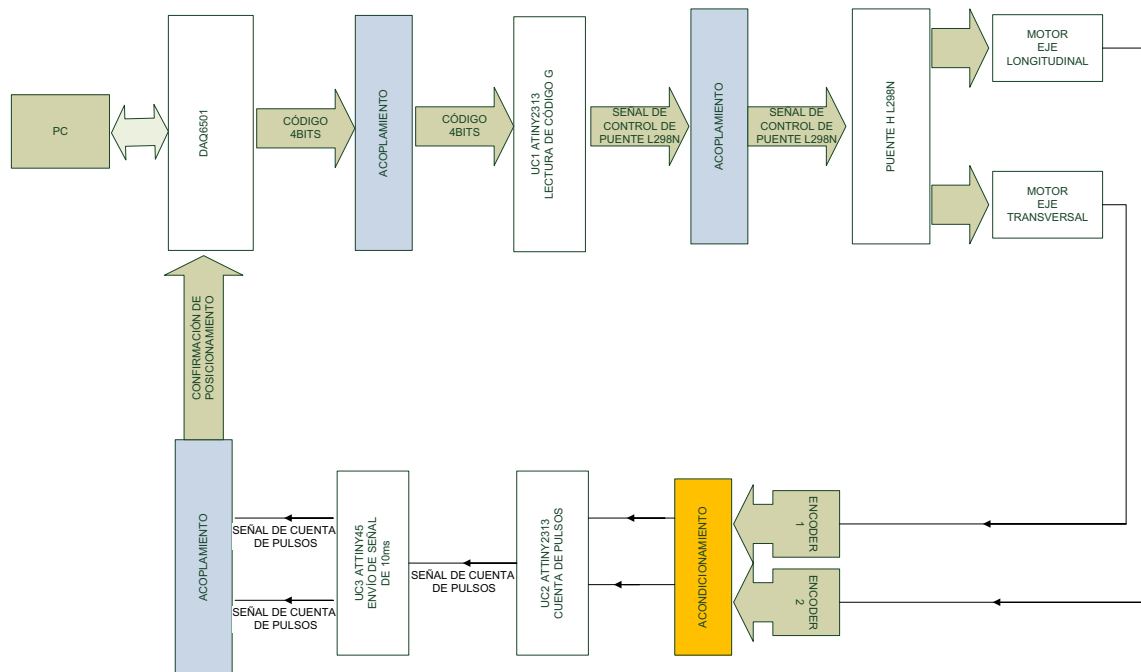 PC
DAQ6501
CÓDIGO
4BITS
ACOPLAMIENTO
CÓDIGO
4BITS
UC1 ATINY2313
LECTURA DE CÓDIGO G
SEÑAL DE
CONTROL DE
PUENTE L298N
ACOPLAMIENTO
SEÑAL DE
CONTROL DE
PUENTE L298N
PUENTE H L298N
MOTOR
EJE
LONGITUDINAL
MOTOR
EJE
TRANSVERSAL
CONFIRMACIÓN DE
POSICIONAMIENTO
ACOPLAMIENTO
SEÑAL DE CUENTA
DE PULSOS
SEÑAL DE CUENTA
DE PULSOS
UC3 ATTINY45
ENVÍO DE SEÑAL
DE 10ms
SEÑAL DE CUENTA
DE PULSOS
UC2 ATTINY2313
CUENTA DE PULSOS
ACONDICIONAMIENTO
ENCODER
1
ENCODER
2